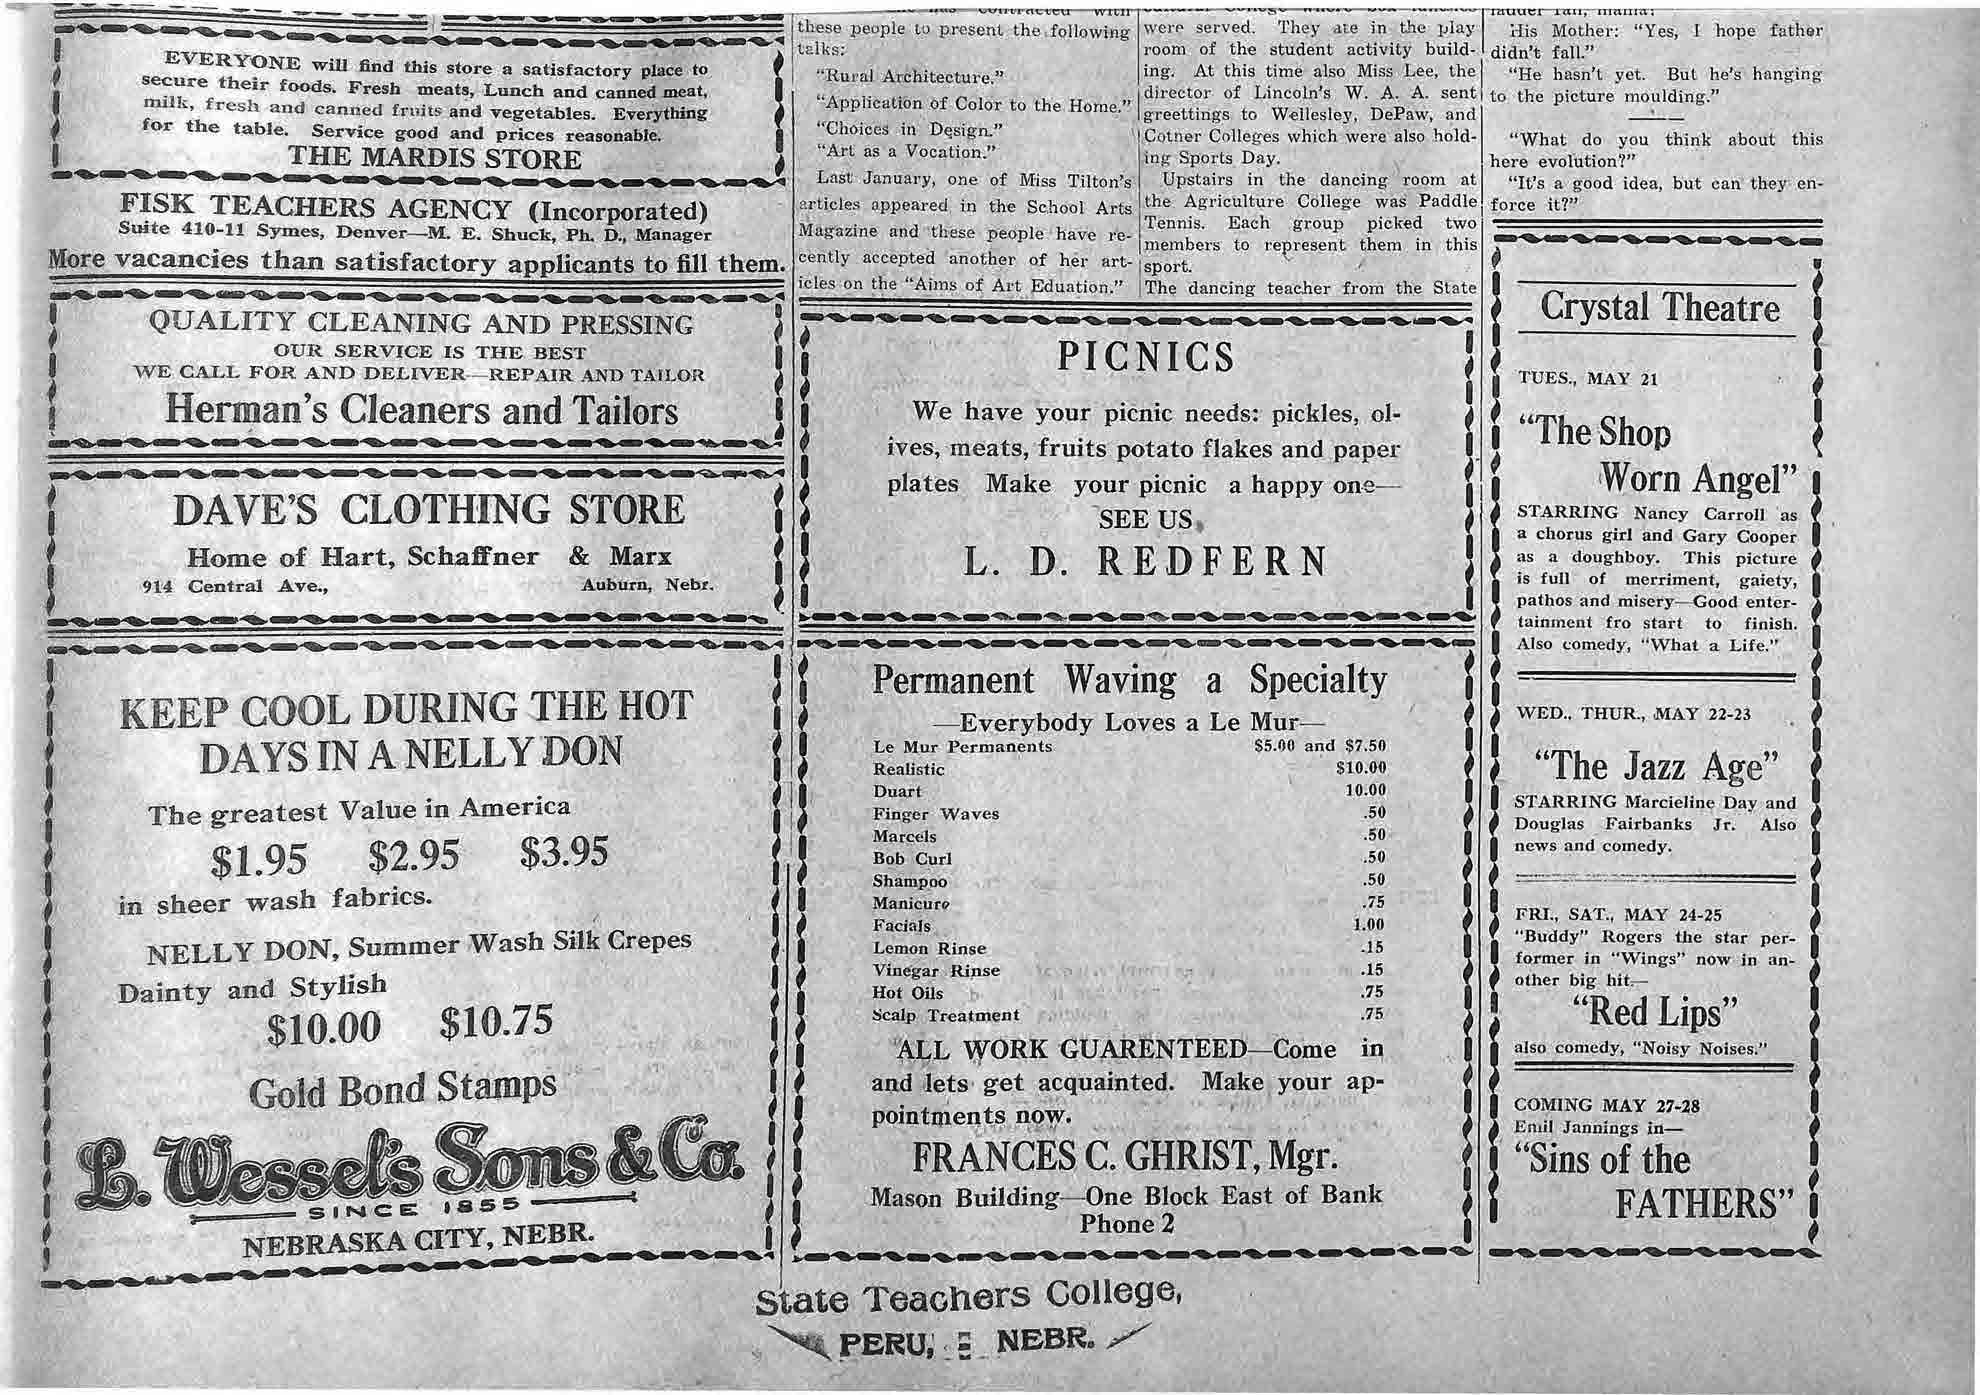 EVERYONE will find this store a satisfactory place to
secure their foods. Fresh meats, Lunch and canned meat,
milk, fresh and canned fruits and vegetables. Everything
for the table. Service good and prices reasonable.
THE MARDIS STORE
FISK TEACHERS AGENCY (Incorporated)
Suite 410-11 Symes, Denver—M. E. Shuck, Ph. D., Manager
More vacancies than satisfactory applicants to fill them.
QUALITY CLEANING AND PRESSING
OUR SERVICE IS THE BEST
WE CALL FOR AND DELIVER—REPAIR AND TAILOR
Herman's Cleaners and Tailors
DAVE'S CLOTHING STORE
Home of Hart, Schaffner & Marx
914 Central Ave., Auburn, Nebr.
KEEP COOL DURING THE HOT
DAYS IN A NELLY DON
The greatest Value in America
$1.95 $2.95 $3.95
in sheer wash fabrics.
NELLY DON, Summer Wash Silk Crepes
Dainty and Stylish
$10.00 $10.75
Gold Bond Stamps
L. Wessel's Sons & Co.
SINCE 1855
NEBRASKA CITY, NEBR.
has contracted with
these people to present the following
talks:
"Rural Architecture."
"Application of Color to the Home."
"Choices in Design."
"Art as a Vocation."
Last January, one of Miss Tilton's
articles appeared in the School Arts
Magazine and these people have re-
cently accepted another of her art-
icles on the "Aims of Art Eduation."
cultural College where box lunches
were served. They ate in the play
room of the student activity build-
ing. At this time also Miss Lee, the
director of Lincoln's W. A. A. sent
greettings to Wellesley, DePaw, and
Cotner Colleges which were also hold-
ing Sports Day.
Upstairs in the dancing room at
the Agriculture College was Paddle
Tennis. Each group picked two
members to represent them in this
sport.
The dancing teacher from the State
PICNICS
We have your picnic needs: pickles, ol-
ives, meats, fruits potato flakes and paper
plates Make your picnic a happy one—
SEE US
L. D. REDFERN
Permanent Waving a Specialty
—Everybody Loves a Le Mur—
Le Mur Permanents $5.00 and $7.50
Realistic $10.00
Duart 10.00
Finger Waves .50
Marcels .50
Bob Curl .50
Shampoo .50
Manicure .75
Facials 1.00
Lemon Rinse .15
Vinegar Rinse .15
Hot Oils .75
Scalp Treatment .75
ALL WORK GUARENTEED—Come in
and lets get acquainted. Make your ap-
pointments now.
FRANCES C. GHRIST, Mgr.
Mason Building—One Block East of Bank
Phone 2
ladder fall, mama?
His Mother: "Yes, I hope father
didn't fall."
"He hasn't yet. But he's hanging
to the picture moulding."
"What do you think about this
here evolution?"
"It's a good idea, but can they en-
force it?"
Crystal Theatre
TUES., MAY 21
"The Shop
Worn Angel"
STARRING Nancy Carroll as
a chorus girl and Gary Cooper
as a doughboy. This picture
is full of merriment, gaiety,
pathos and misery—Good enter-
tainment fro start to finish.
Also comedy, "What a Life."
WED., THUR., MAY 22-23
"The Jazz Age"
STARRING Marcieline Day and
Douglas Fairbanks Jr. Also
news and comedy.
FRI., SAT., MAY 24-25
"Buddy" Rogers the star per-
former in "Wings" now in an-
other big hit—
"Red Lips"
also comedy, "Noisy Noises."
COMING MAY 27-28
Emil Jannings in—
"Sins of the
FATHERS"
State Teachers College,
PERU, NEBR.